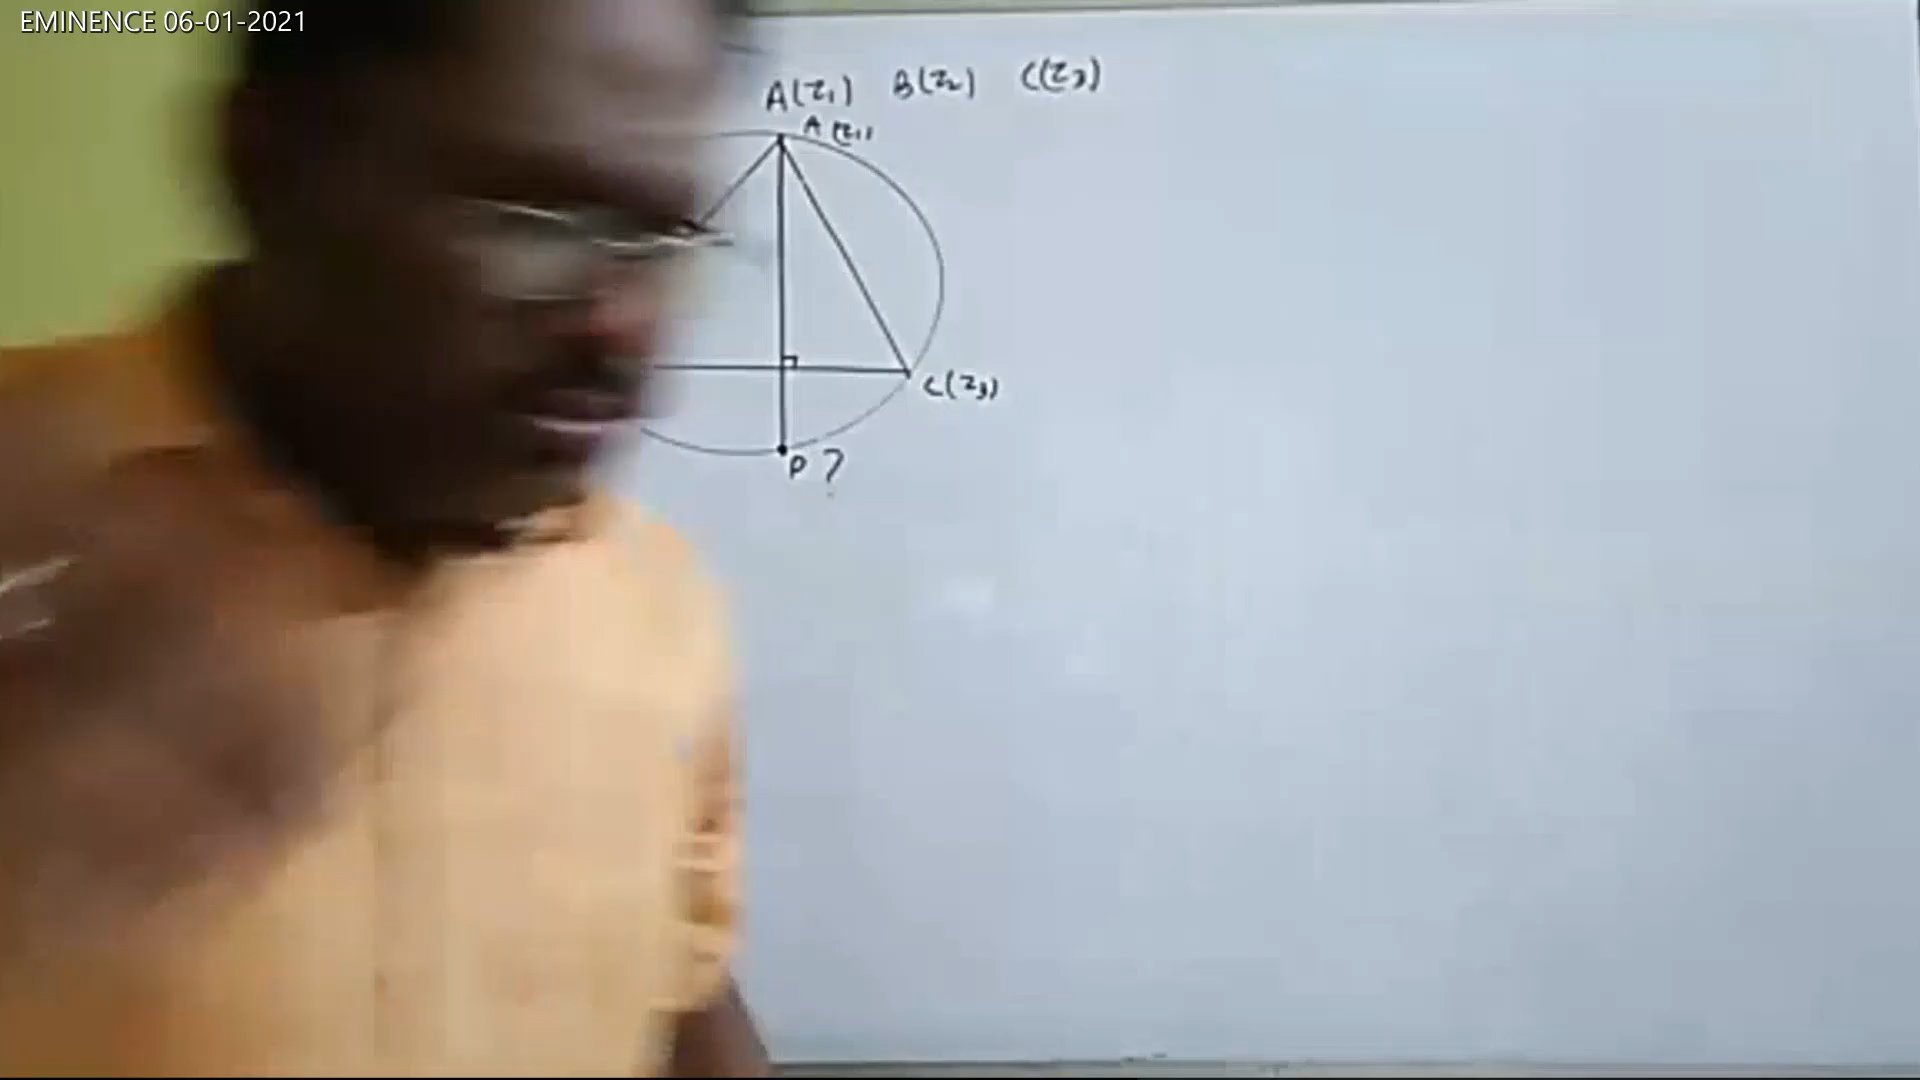 EMINENCE 06-01-2021
A(z₁) B(z₂) C(z₃)
A(z₁)
C(z₃)
P ?